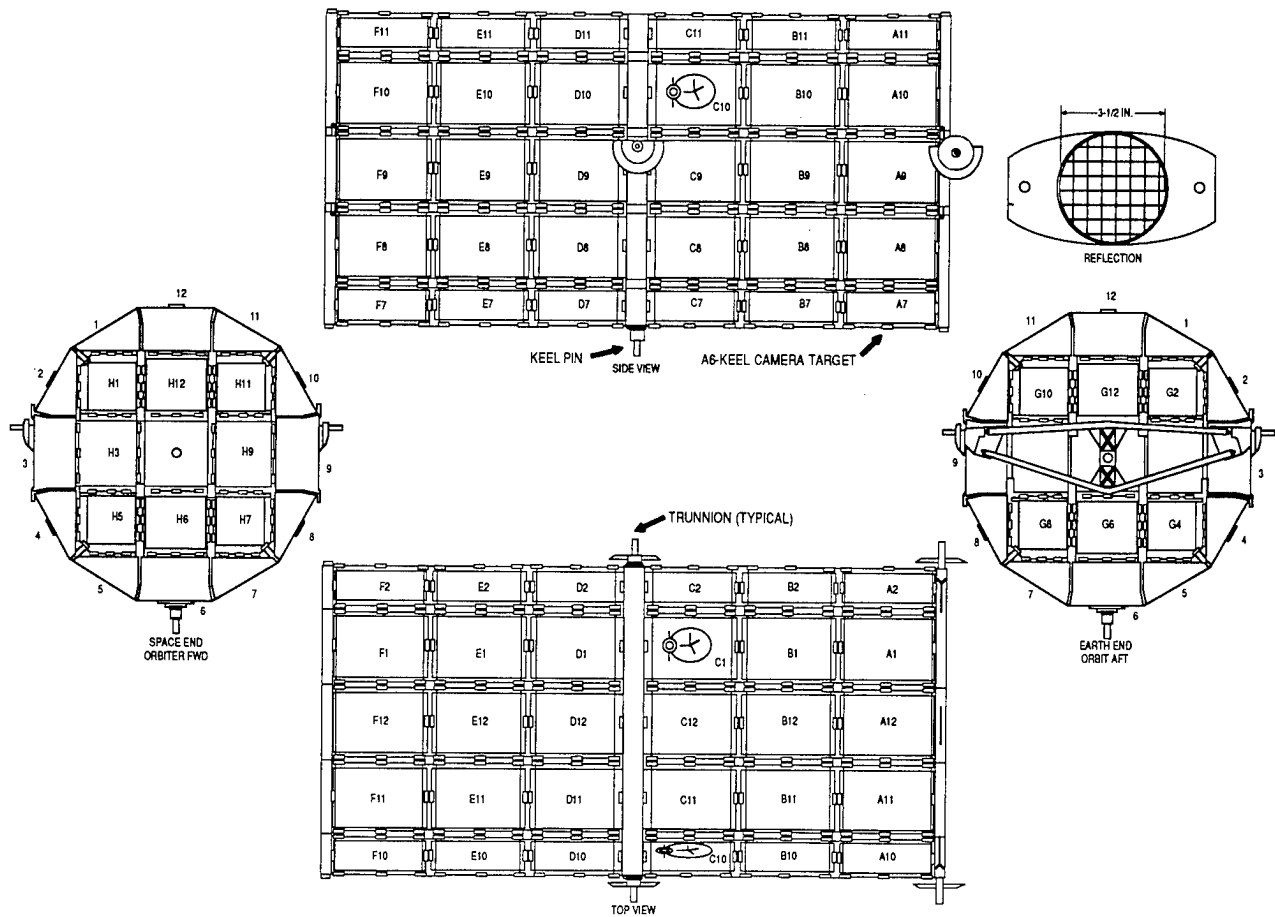 F11 E11 D11 C11 B11 A11
F10 E10 D10 C10 B10 A10
F9 E9 D9 C9 B9 A9
F8 E8 D8 C8 B8 A8
F7 E7 D7 C7 B7 A7
KEEL PIN
SIDE VIEW
A6-KEEL CAMERA TARGET
3-1/2 IN.
REFLECTION
12
1 11
2 10
H1 H12 H11
H3 H9
3 9
H5 H6 H7
4 8
5 7
6
SPACE END
ORBITER FWD
12
11 1
10 2
G10 G12 G2
9 3
G8 G6 G4
8 4
7 5
6
EARTH END
ORBIT AFT
TRUNNION (TYPICAL)
F2 E2 D2 C2 B2 A2
F1 E1 D1 C1 B1 A1
F12 E12 D12 C12 B12 A12
F11 E11 D11 C11 B11 A11
F10 E10 D10 C10 B10 A10
TOP VIEW